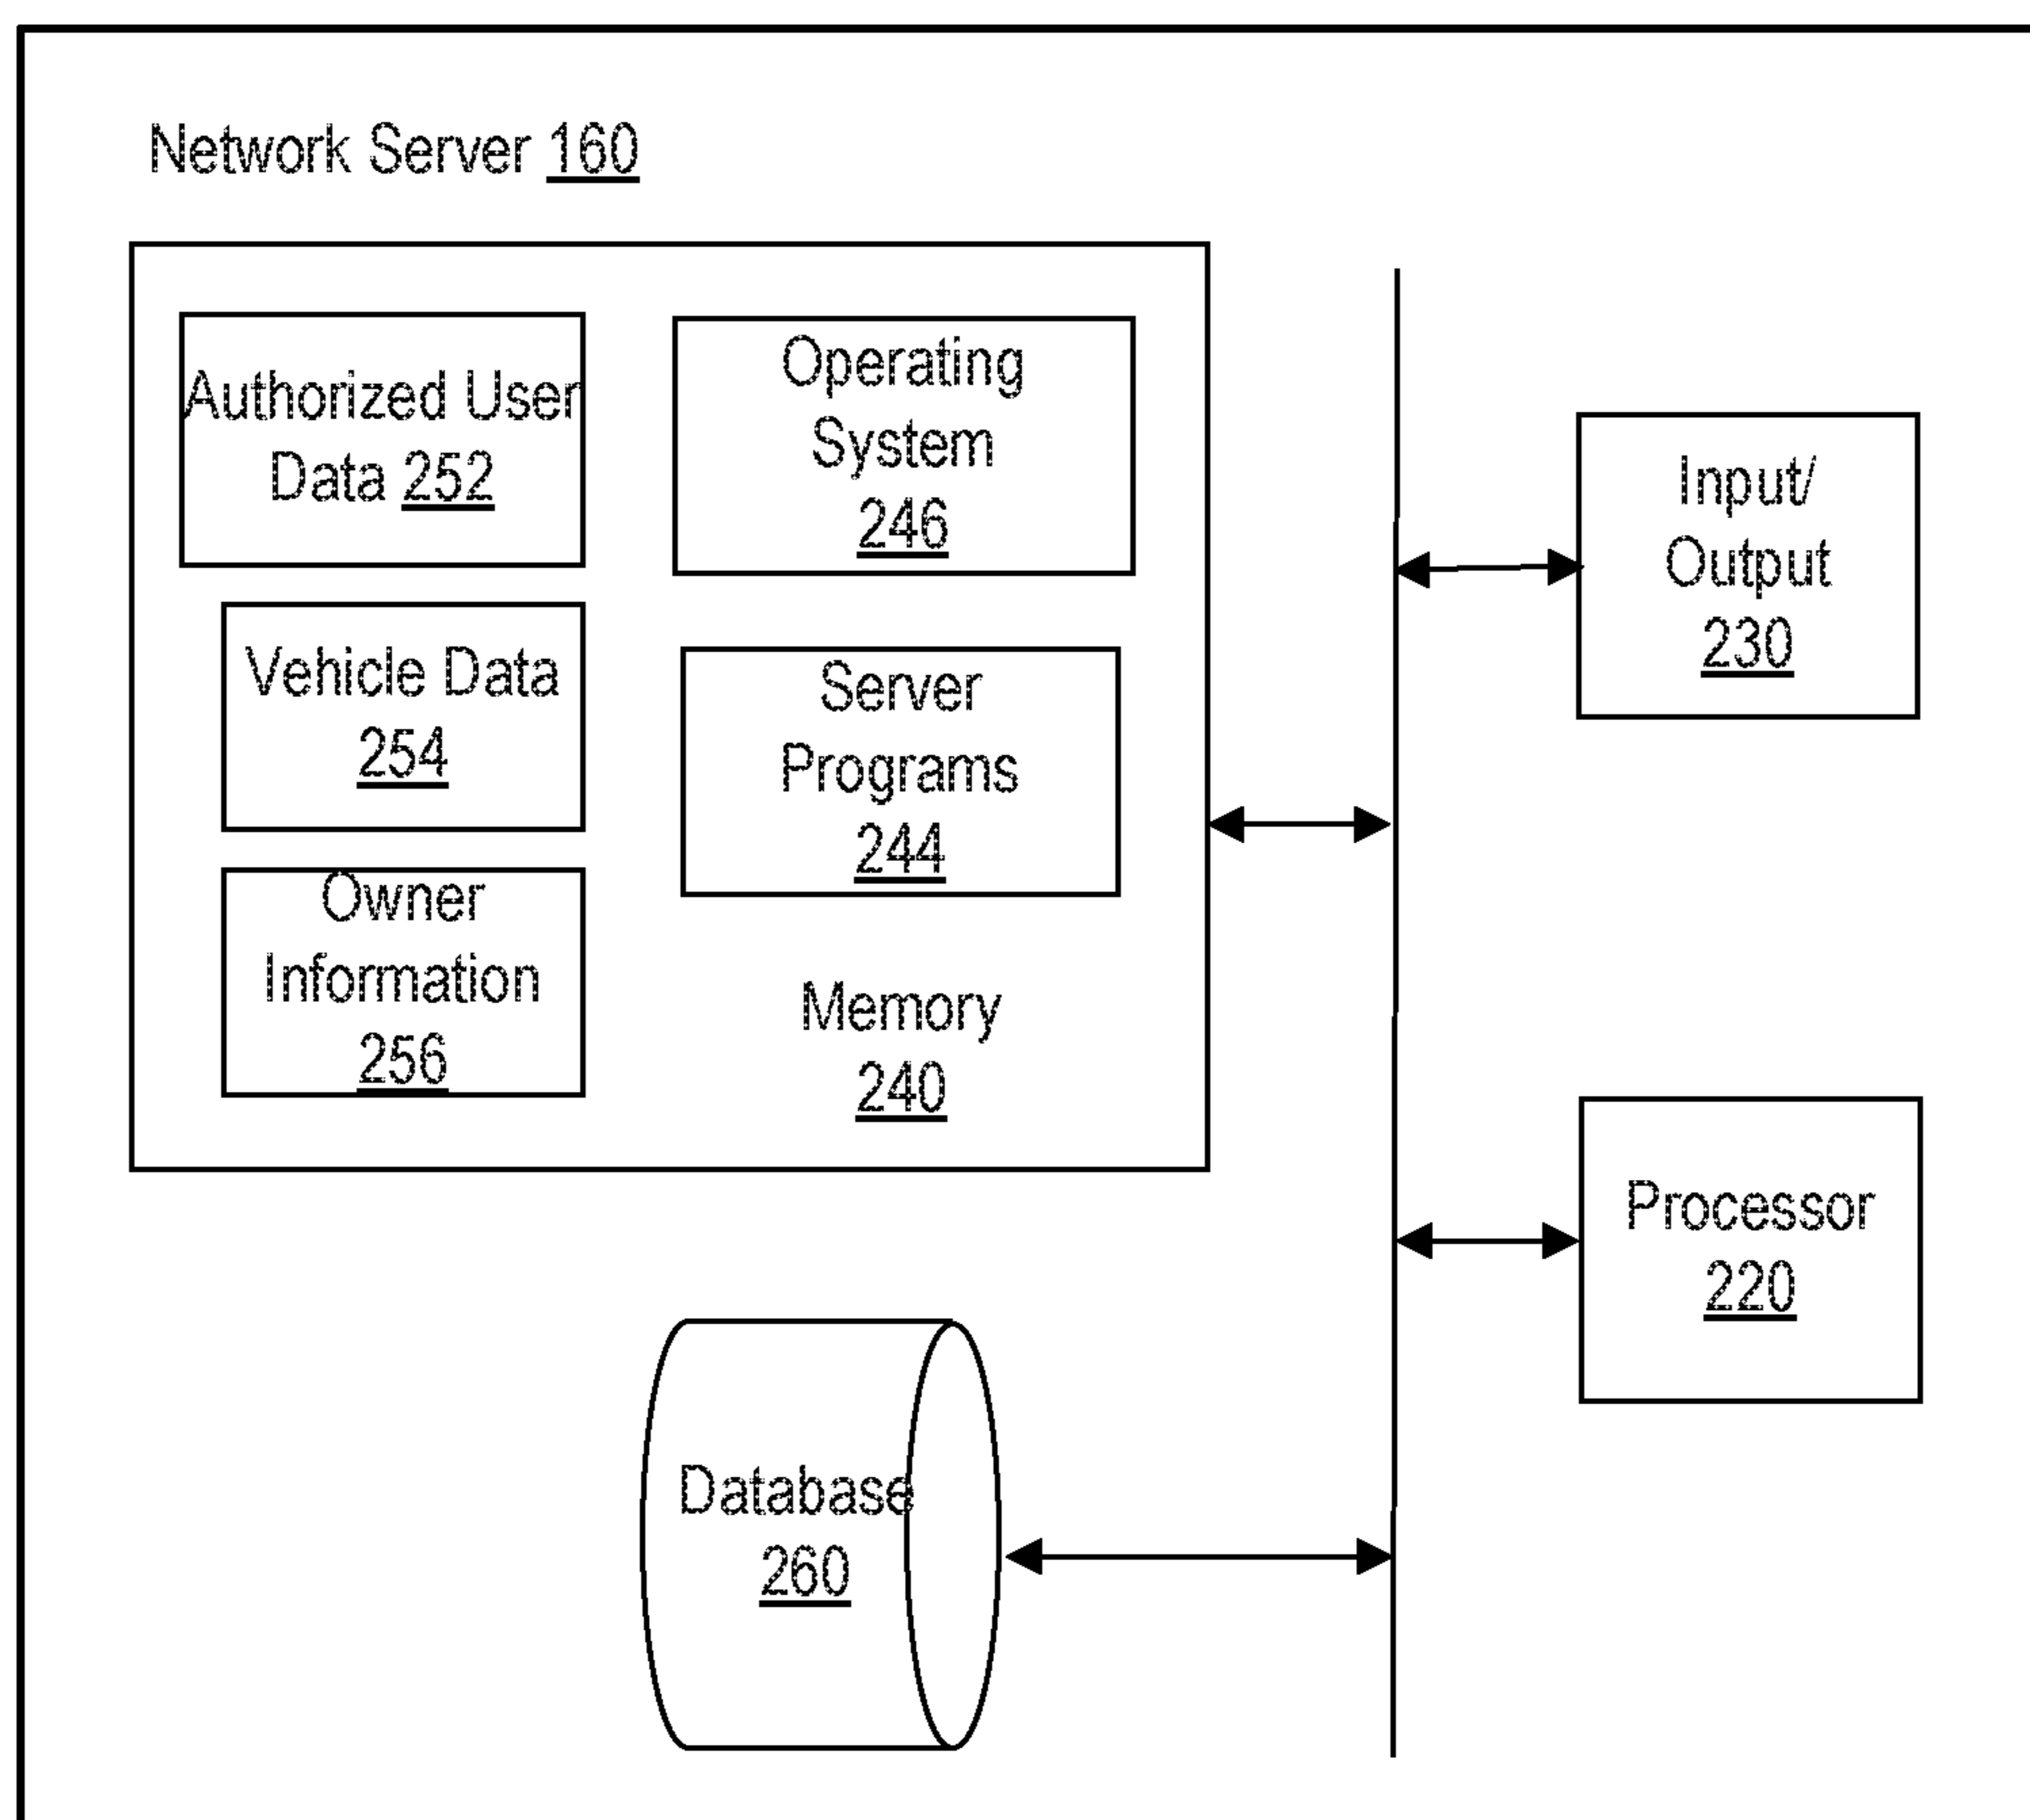 Network Server 160
Authorized User
Data 252
Operating
System
246
Vehicle Data
254
Server
Programs
244
Owner
Information
256
Memory
240
Input/
Output
230
Processor
220
Database
260